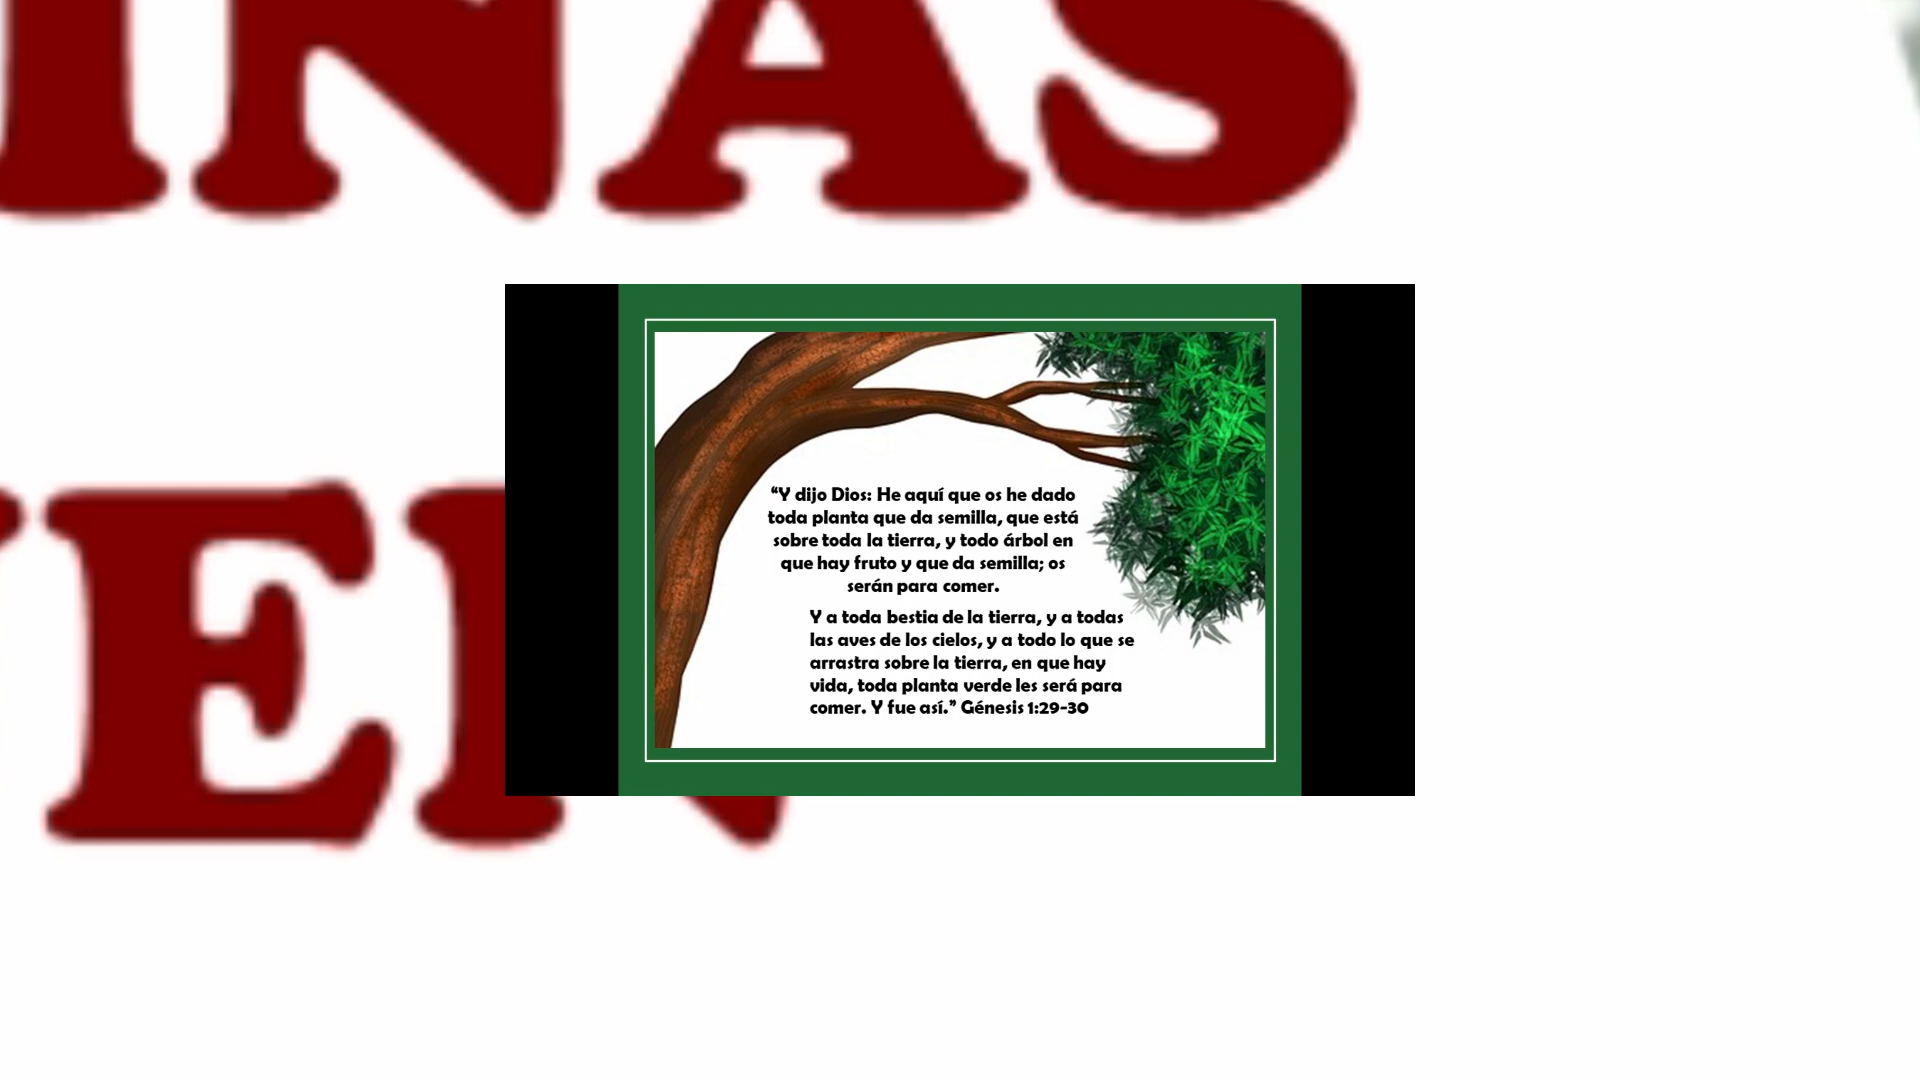 INAS
“Y dijo Dios: He aquí que os he dado
toda planta que da semilla, que está
sobre toda la tierra, y todo árbol en
que hay fruto y que da semilla; os
serán para comer.
Y a toda bestia de la tierra, y a todas
las aves de los cielos, y a todo lo que se
arrastra sobre la tierra, en que hay
vida, toda planta verde les será para
comer. Y fue así.” Génesis 1:29-30